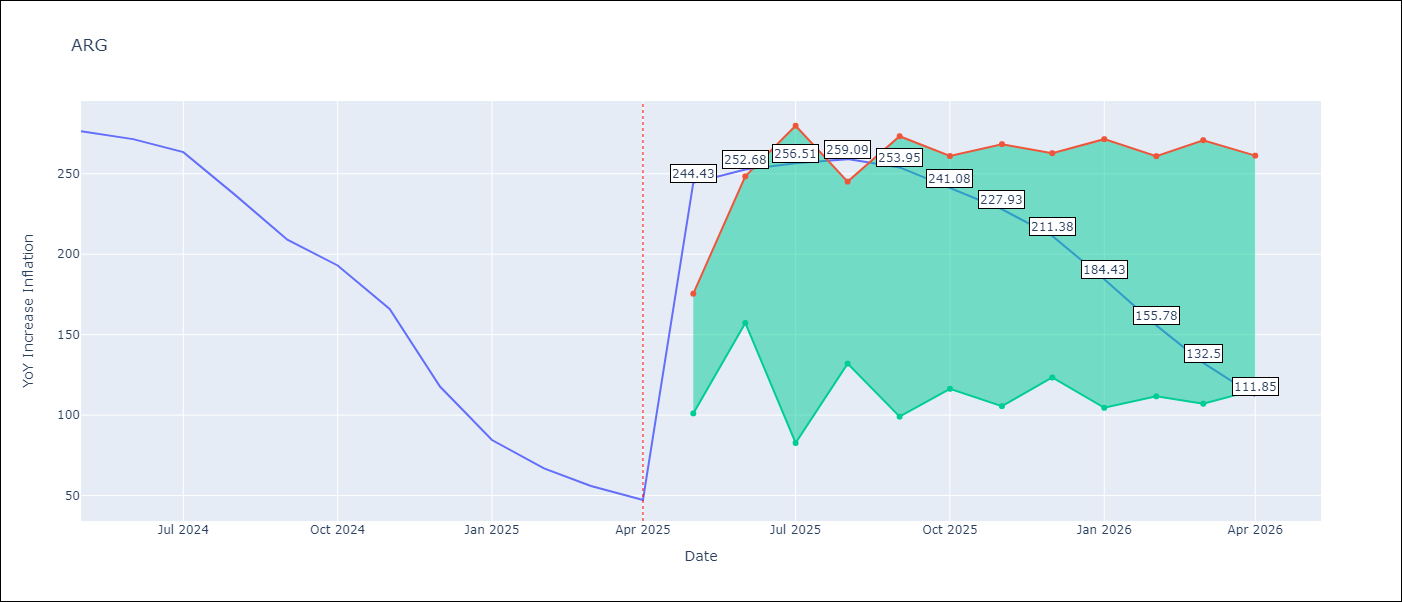 ARG
YoY Increase Inflation
250
200
150
100
50
244.43
252.68
256.51
259.09
253.95
241.08
227.93
211.38
184.43
155.78
132.5
111.85
Jul 2024
Oct 2024
Jan 2025
Apr 2025
Jul 2025
Oct 2025
Jan 2026
Apr 2026
Date